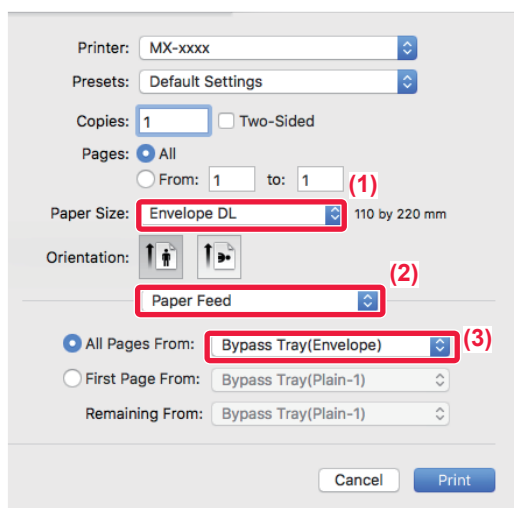 Printer: MX-xxxx
Presets: Default Settings
Copies: 1 Two-Sided
Pages: All
From: 1 to: 1
(1)
Paper Size: Envelope DL 110 by 220 mm
Orientation:
(2)
Paper Feed
All Pages From: Bypass Tray(Envelope) (3)
First Page From: Bypass Tray(Plain-1)
Remaining From: Bypass Tray(Plain-1)
Cancel Print